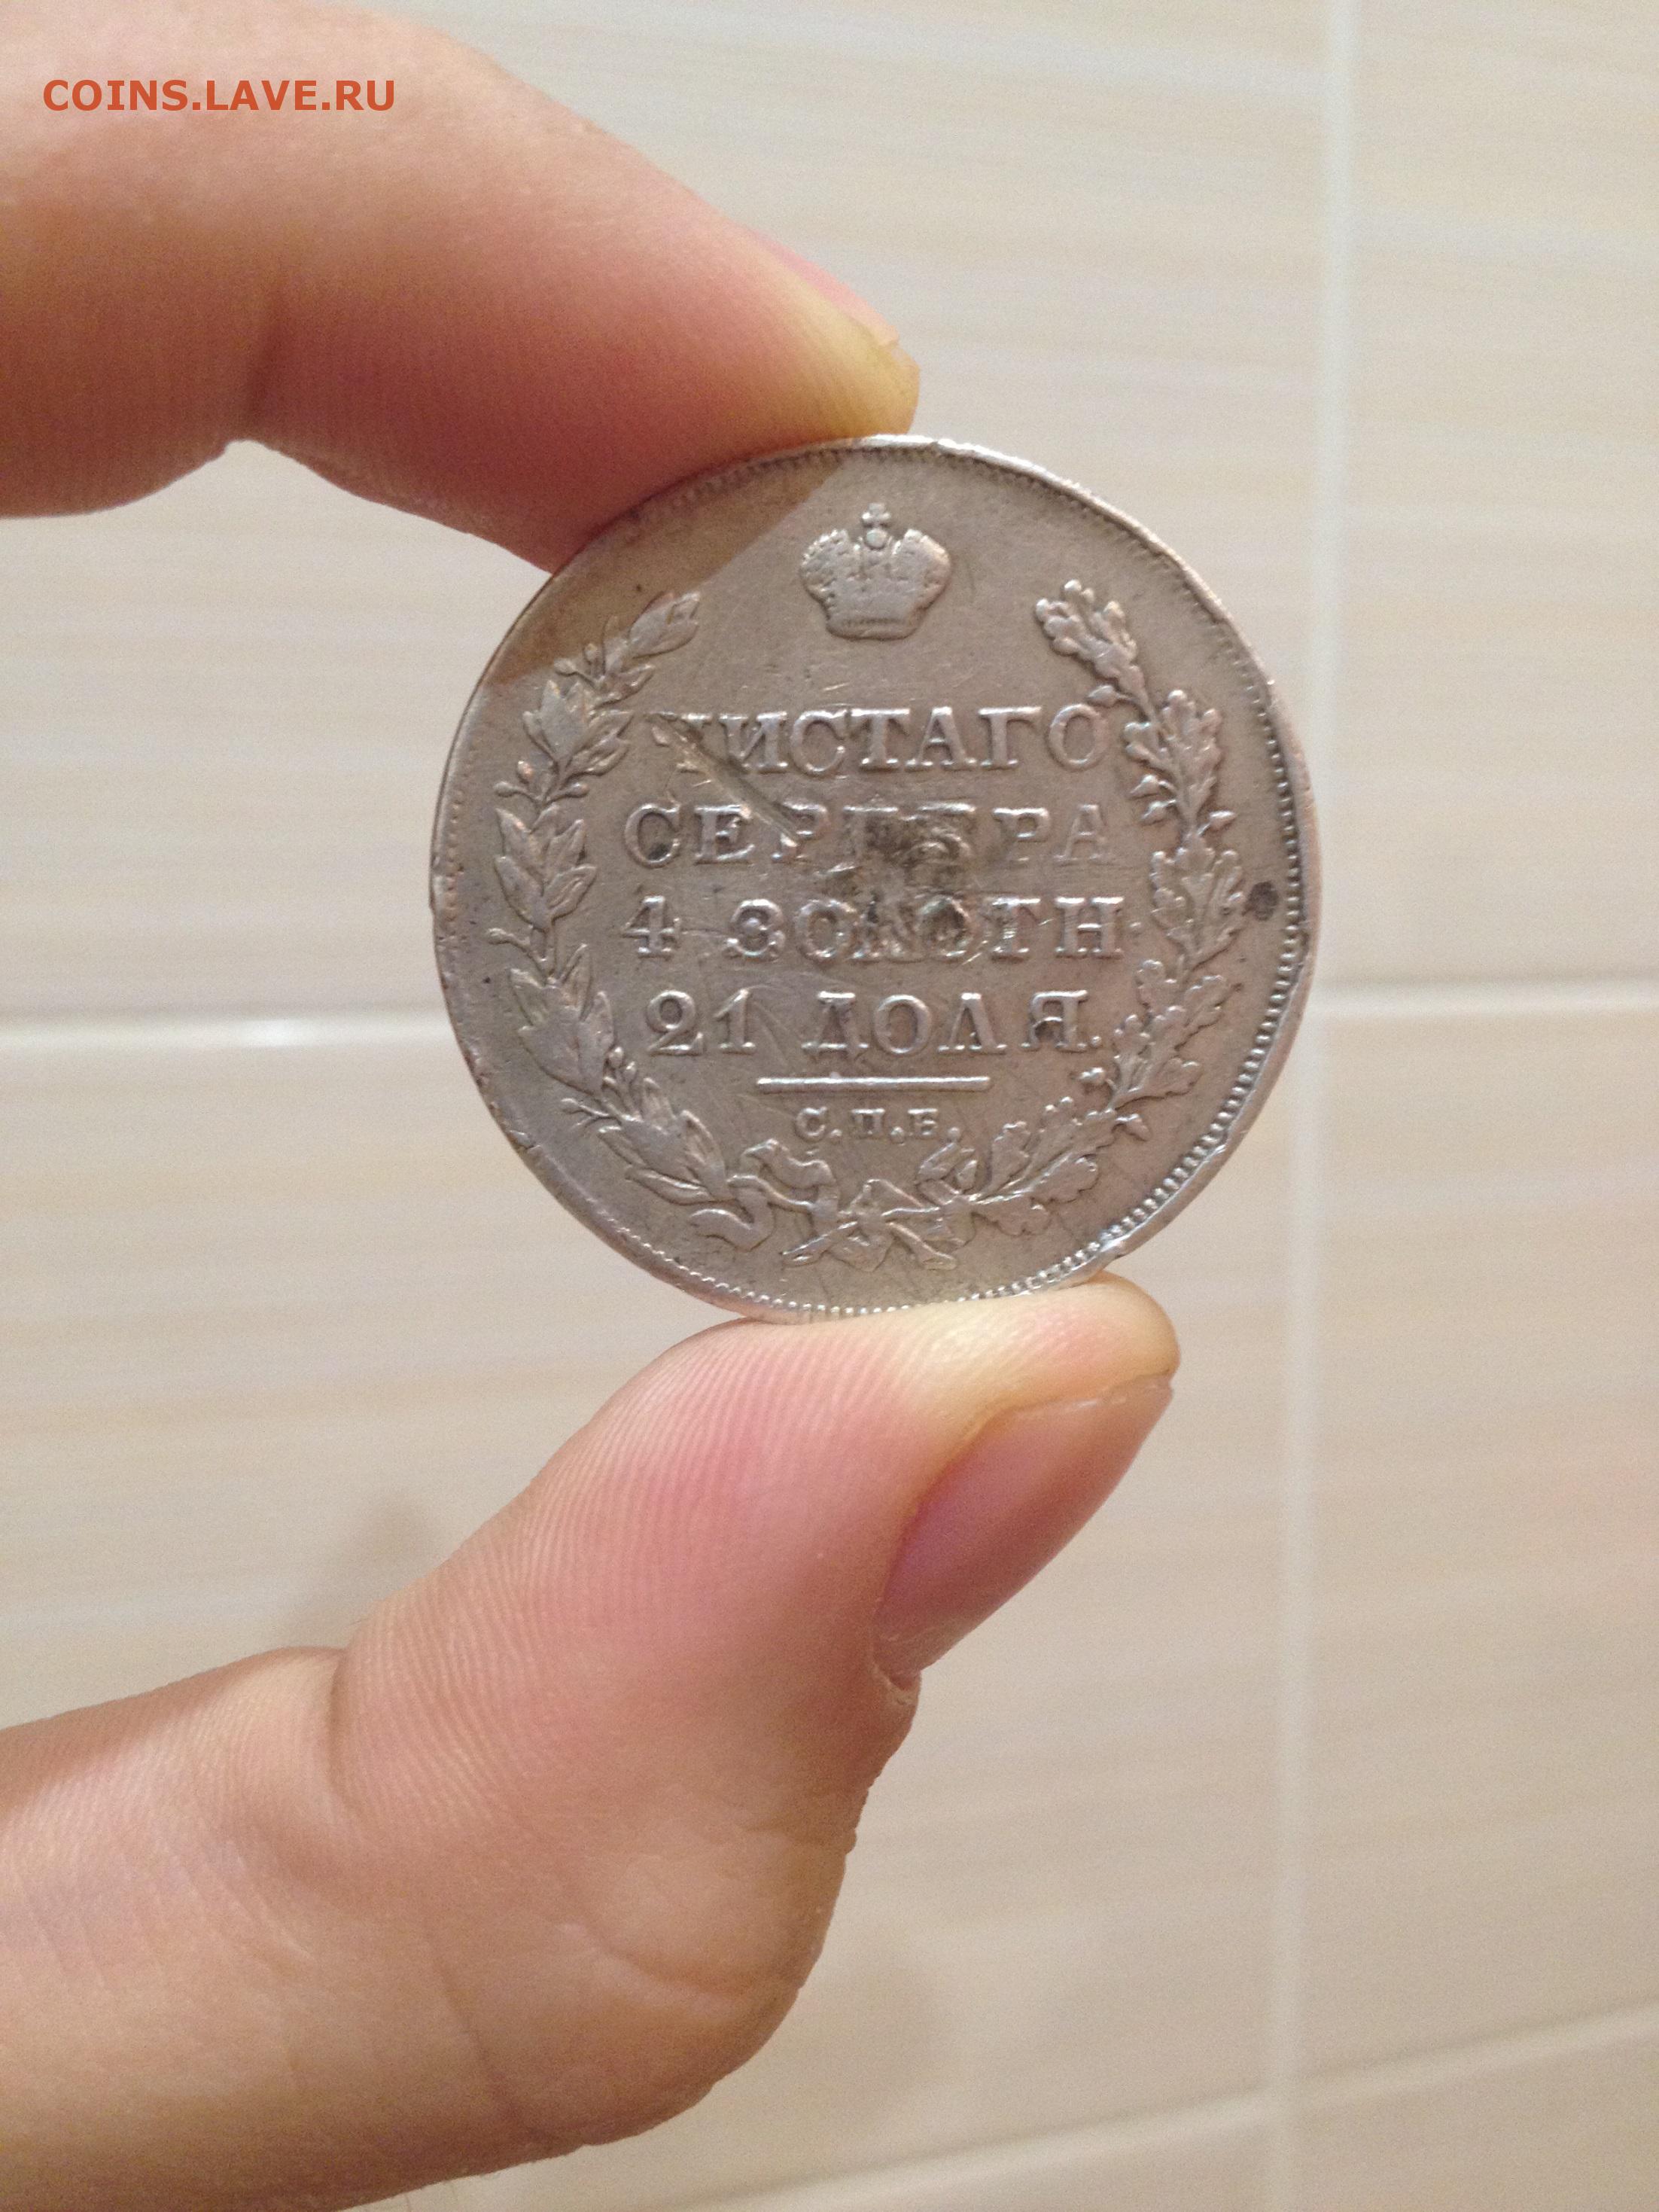 COINS.LAVE.RU
ЧИСТАГО
СЕРЕБРА
4 ЗОЛОТН
21 ДОЛЯ.
С.П.Б.